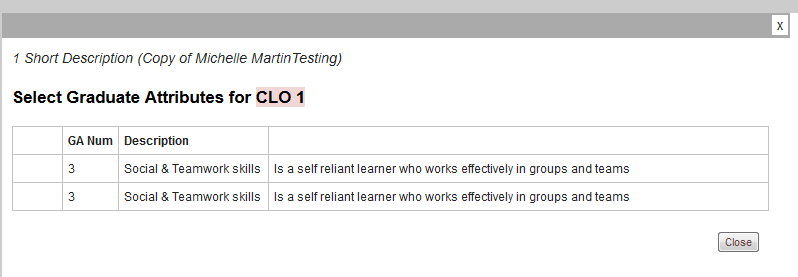 X
1 Short Description (Copy of Michelle MartinTesting)
Select Graduate Attributes for CLO 1
GA Num Description
3 Social & Teamwork skills Is a self reliant learner who works effectively in groups and teams
3 Social & Teamwork skills Is a self reliant learner who works effectively in groups and teams
Close